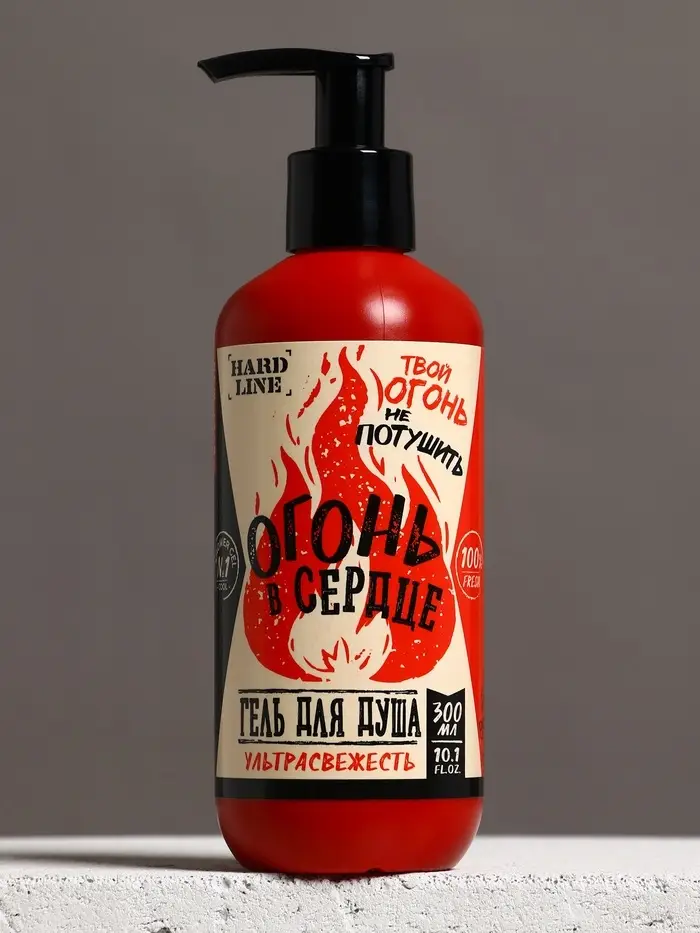 HARD
LINE
ТВОЙ
ОГОНЬ
НЕ
ПОТУШИТЬ
ОГОНЬ
В СЕРДЦЕ
N.1
100%
FRESH
ГЕЛЬ ДЛЯ ДУША
УЛЬТРАСВЕЖЕСТЬ
300
МЛ
10.1
FL.OZ.